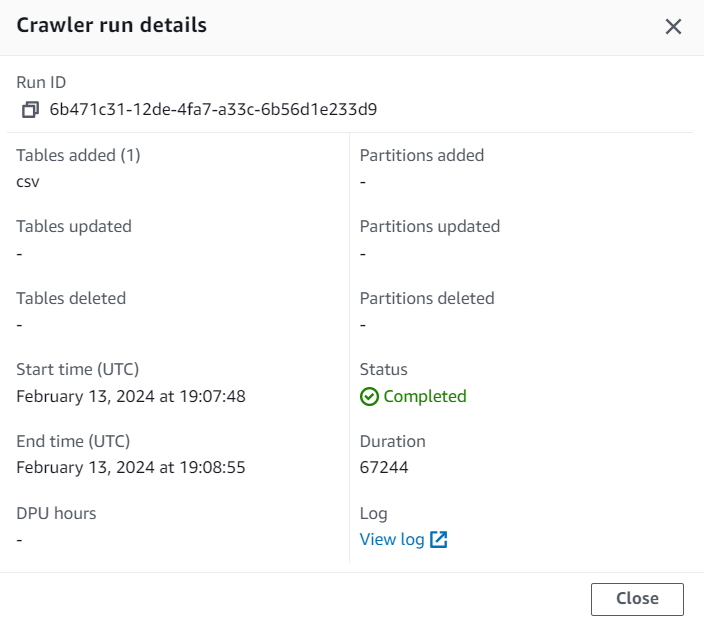 Crawler run details
Run ID
6b471c31-12de-4fa7-a33c-6b56d1e233d9
Tables added (1)
csv
Partitions added
-
Tables updated
-
Partitions updated
-
Tables deleted
-
Partitions deleted
-
Start time (UTC)
February 13, 2024 at 19:07:48
Status
Completed
End time (UTC)
February 13, 2024 at 19:08:55
Duration
67244
DPU hours
-
Log
View log
Close